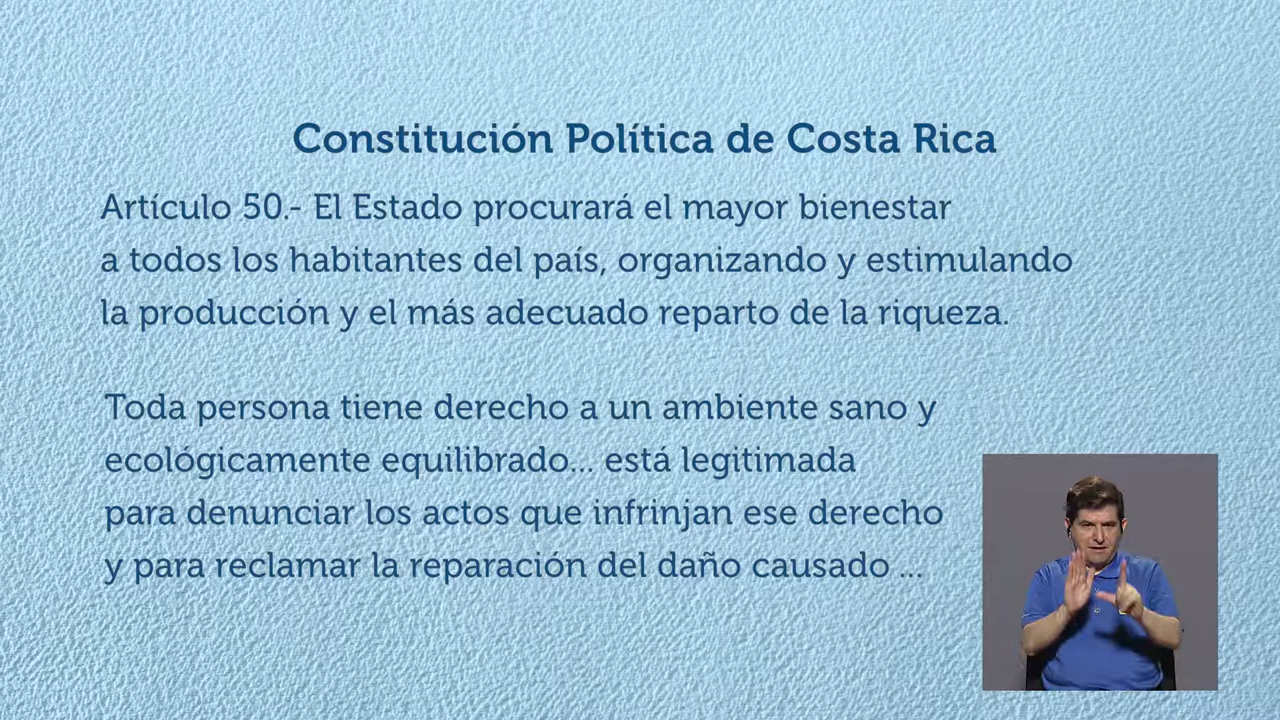 Constitución Política de Costa Rica
Artículo 50.- El Estado procurará el mayor bienestar
a todos los habitantes del país, organizando y estimulando
la producción y el más adecuado reparto de la riqueza.
Toda persona tiene derecho a un ambiente sano y
ecológicamente equilibrado... está legitimada
para denunciar los actos que infrinjan ese derecho
y para reclamar la reparación del daño causado ...